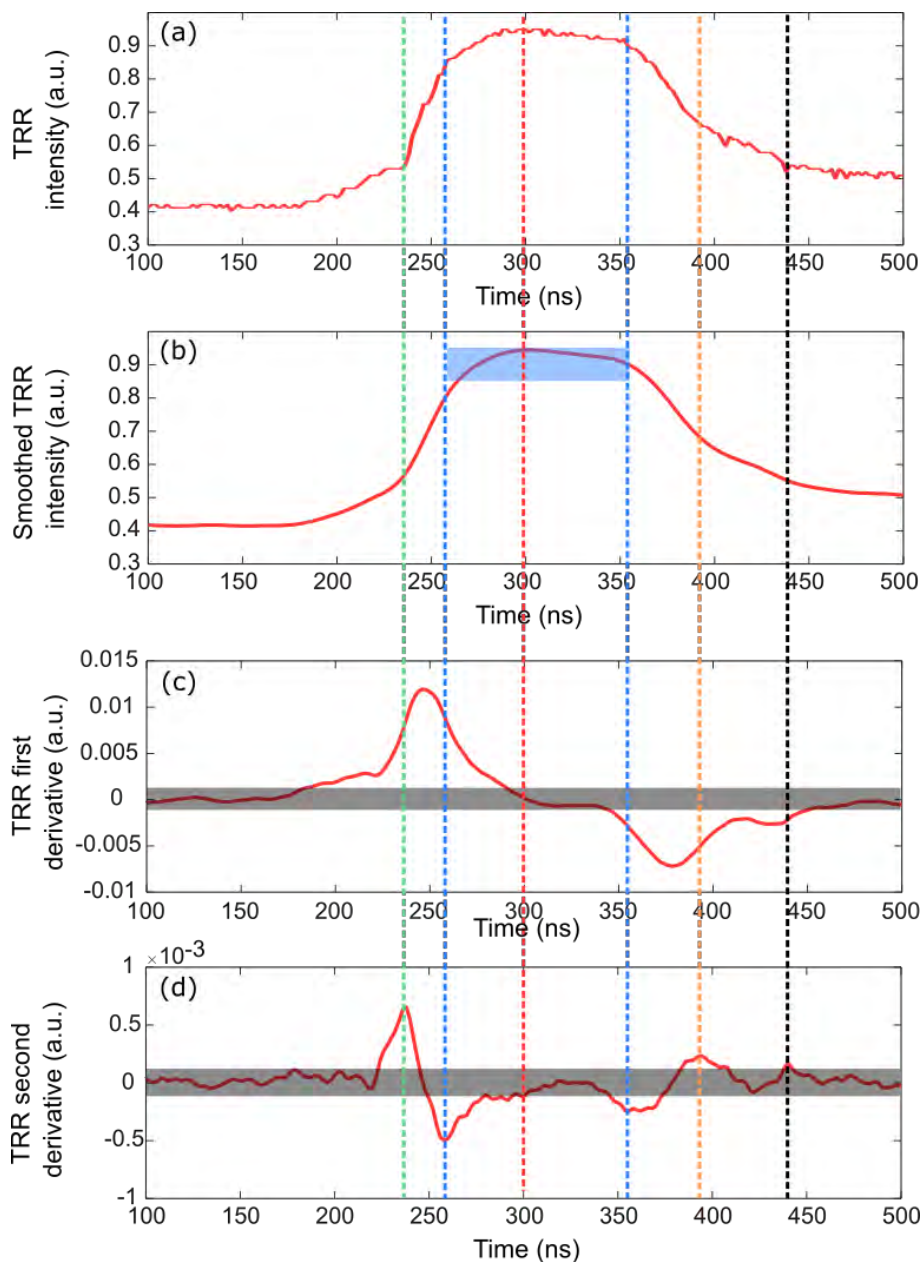 (a)
TRR
intensity (a.u.)
0.9
0.8
0.7
0.6
0.5
0.4
0.3
100 150 200 250 300 350 400 450 500
Time (ns)
(b)
Smoothed TRR
intensity (a.u.)
0.9
0.8
0.7
0.6
0.5
0.4
0.3
100 150 200 250 300 350 400 450 500
Time (ns)
(c)
TRR first
derivative (a.u.)
0.015
0.01
0.005
0
-0.005
-0.01
100 150 200 250 300 350 400 450 500
Time (ns)
×10-3
(d)
TRR second
derivative (a.u.)
1
0.5
0
-0.5
-1
100 150 200 250 300 350 400 450 500
Time (ns)